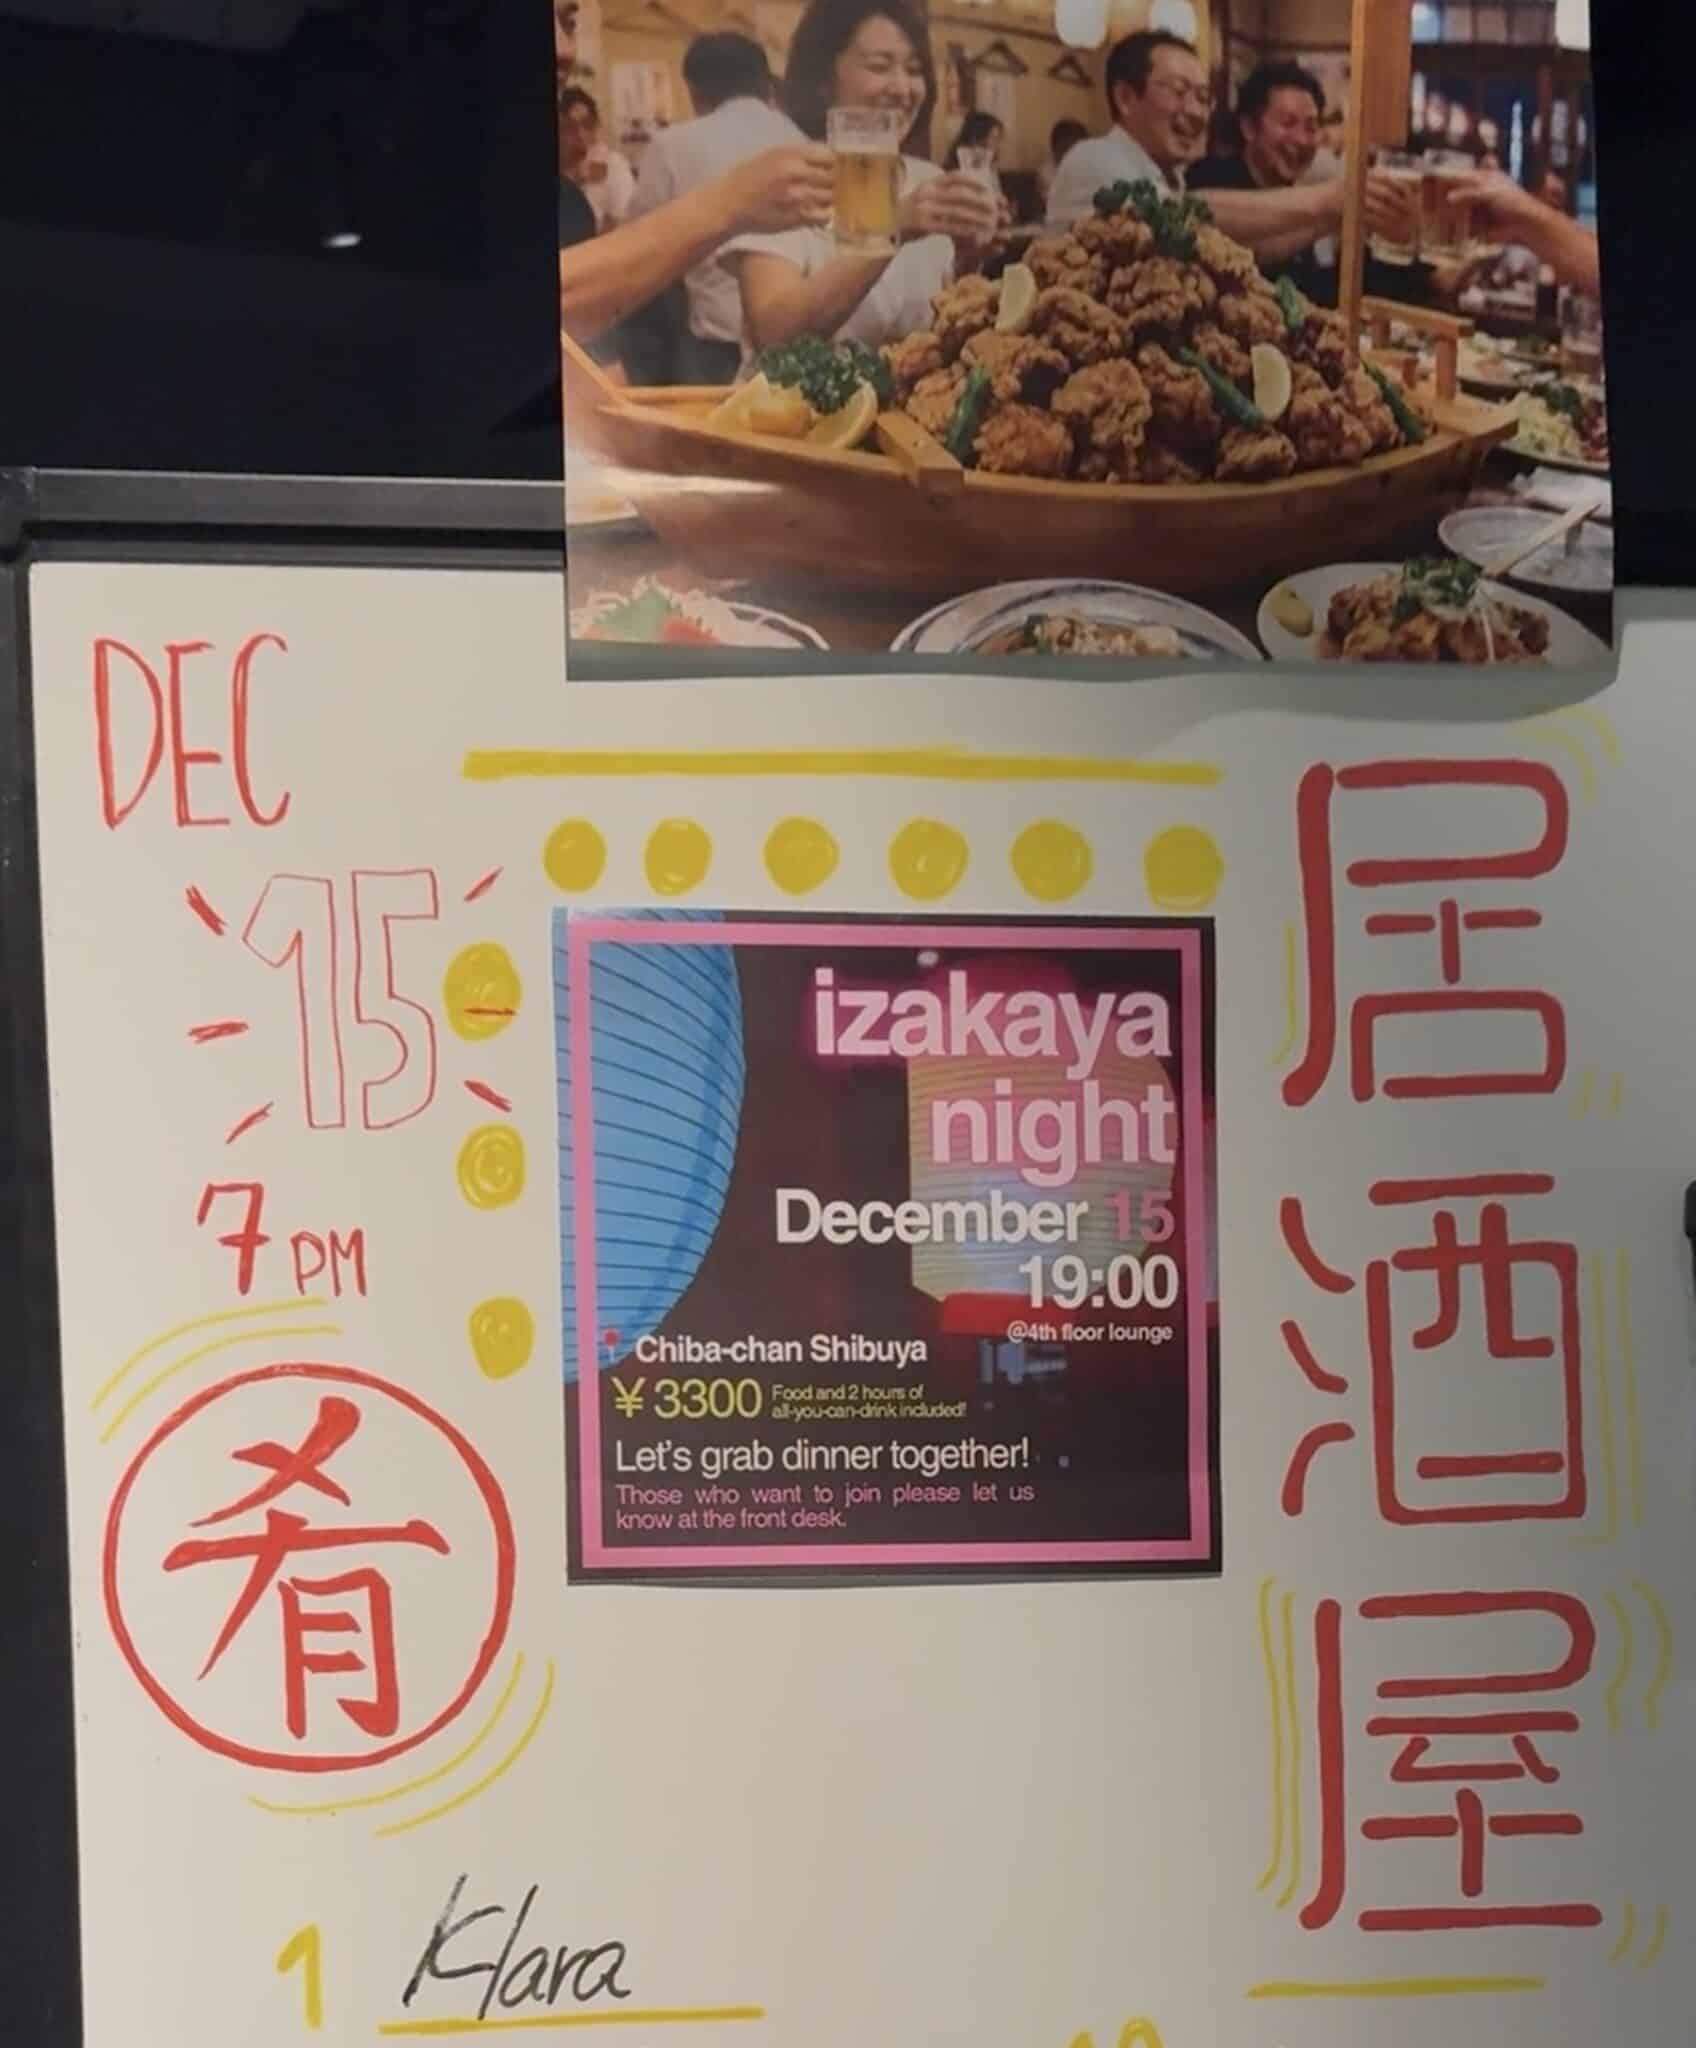 DEC
15
7 PM
肴
居酒屋
izakaya
night
December 15
19:00
@4th floor lounge
Chiba-chan Shibuya
¥3300 Food and 2 hours of
all-you-can-drink included!
Let's grab dinner together!
Those who want to join please let us
know at the front desk.
1 Klara